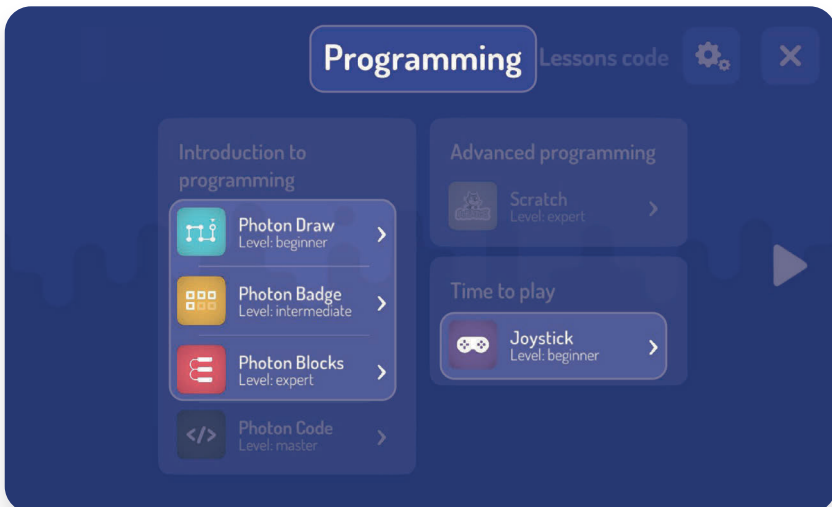 Programming
Lessons code
Introduction to
programming
Photon Draw
Level: beginner
Photon Badge
Level: intermediate
Photon Blocks
Level: expert
</>
Photon Code
Level: master
Advanced programming
Scratch
Level: expert
Time to play
Joystick
Level: beginner